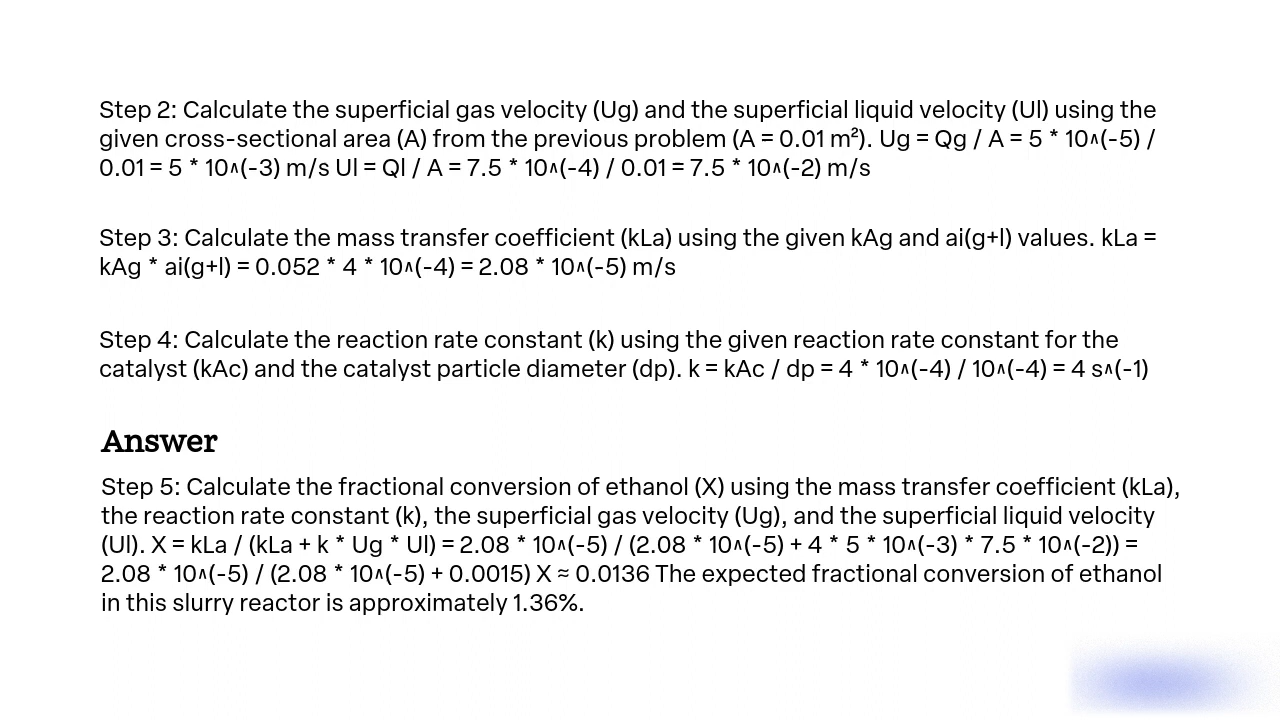 Step 2: Calculate the superficial gas velocity (Ug) and the superficial liquid velocity (Ul) using the
given cross-sectional area (A) from the previous problem (A = 0.01 m²). Ug = Qg / A = 5 * 10^(-5) /
0.01 = 5 * 10^(-3) m/s Ul = Ql / A = 7.5 * 10^(-4) / 0.01 = 7.5 * 10^(-2) m/s
Step 3: Calculate the mass transfer coefficient (kLa) using the given kAg and ai(g+l) values. kLa =
kAg * ai(g+l) = 0.052 * 4 * 10^(-4) = 2.08 * 10^(-5) m/s
Step 4: Calculate the reaction rate constant (k) using the given reaction rate constant for the
catalyst (kAc) and the catalyst particle diameter (dp). k = kAc / dp = 4 * 10^(-4) / 10^(-4) = 4 s^(-1)
Answer
Step 5: Calculate the fractional conversion of ethanol (X) using the mass transfer coefficient (kLa),
the reaction rate constant (k), the superficial gas velocity (Ug), and the superficial liquid velocity
(Ul). X = kLa / (kLa + k * Ug * Ul) = 2.08 * 10^(-5) / (2.08 * 10^(-5) + 4 * 5 * 10^(-3) * 7.5 * 10^(-2)) =
2.08 * 10^(-5) / (2.08 * 10^(-5) + 0.0015) X ≈ 0.0136 The expected fractional conversion of ethanol
in this slurry reactor is approximately 1.36%.